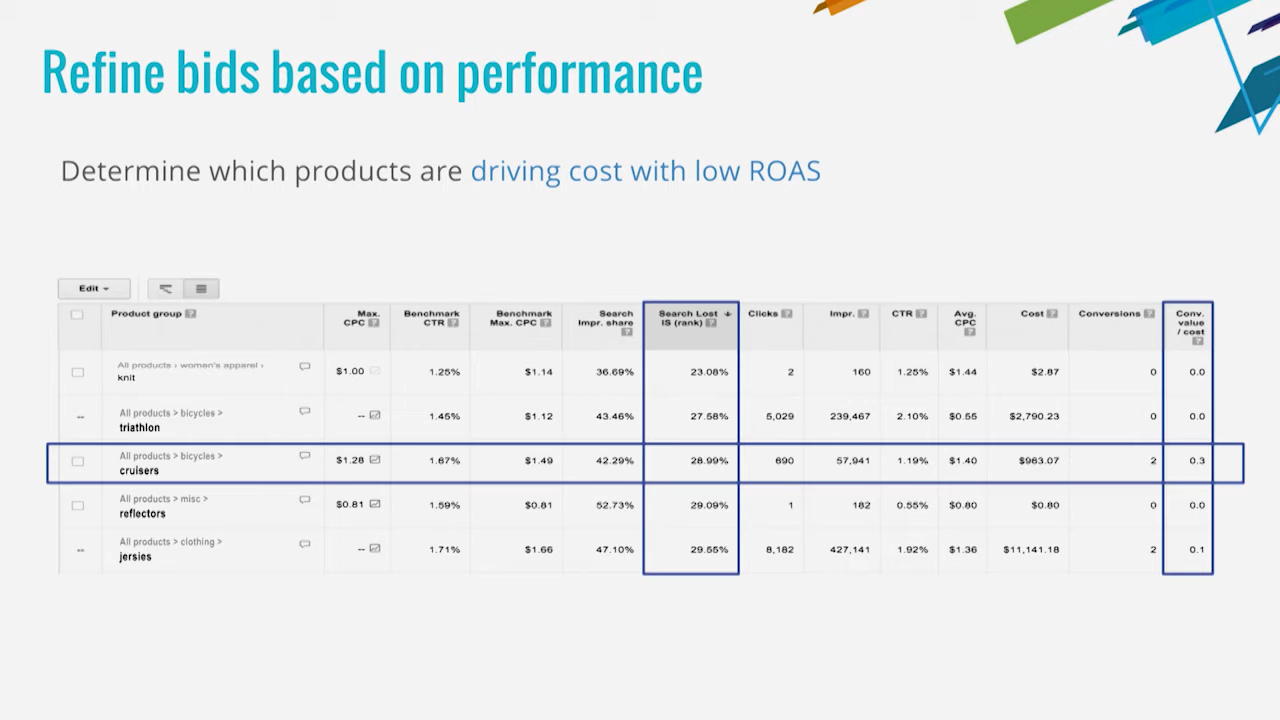 Refine bids based on performance
Determine which products are driving cost with low ROAS
Edit
Product group ? Max. CPC ? Benchmark CTR ? Benchmark Max. CPC ? Search Impr. share ? Search Lost IS (rank) ? Clicks ? Impr. ? CTR ? Avg. CPC ? Cost ? Conversions ? Conv. value / cost ?
All products › women's apparel ›
knit $1.00 1.25% $1.14 36.69% 23.08% 2 160 1.25% $1.44 $2.87 0 0.0
All products > bicycles >
triathlon -- -- 1.45% $1.12 43.46% 27.58% 5,029 239,467 2.10% $0.55 $2,790.23 0 0.0
All products > bicycles >
cruisers $1.28 1.67% $1.49 42.29% 28.99% 690 57,941 1.19% $1.40 $963.07 2 0.3
All products > misc >
reflectors $0.81 1.59% $0.81 52.73% 29.09% 1 182 0.55% $0.80 $0.80 0 0.0
All products > clothing >
jersies -- -- 1.71% $1.66 47.10% 29.55% 8,182 427,141 1.92% $1.36 $11,141.18 2 0.1